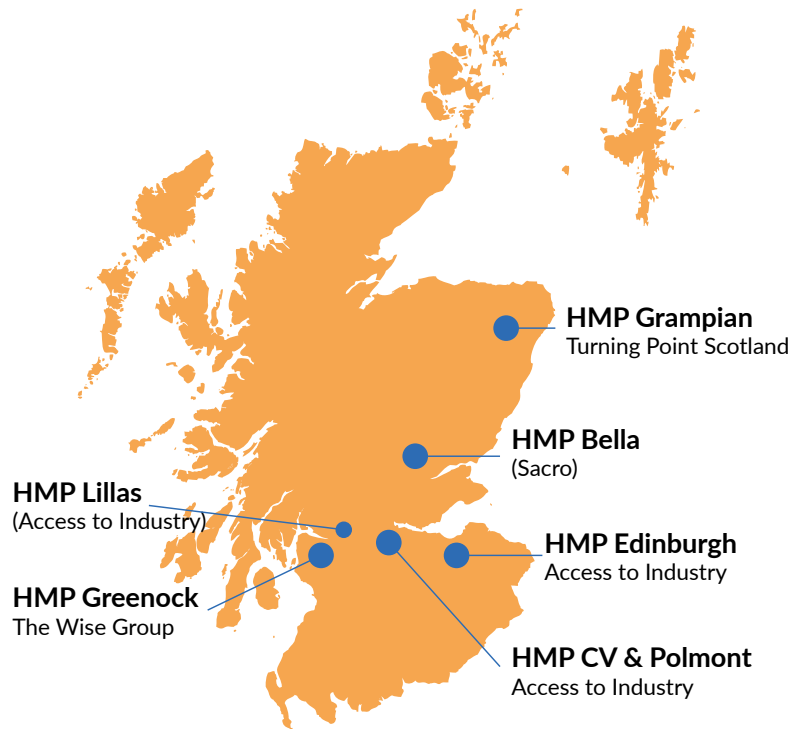 HMP Grampian
Turning Point Scotland
HMP Bella
(Sacro)
HMP Lillas
(Access to Industry)
HMP Edinburgh
Access to Industry
HMP Greenock
The Wise Group
HMP CV & Polmont
Access to Industry